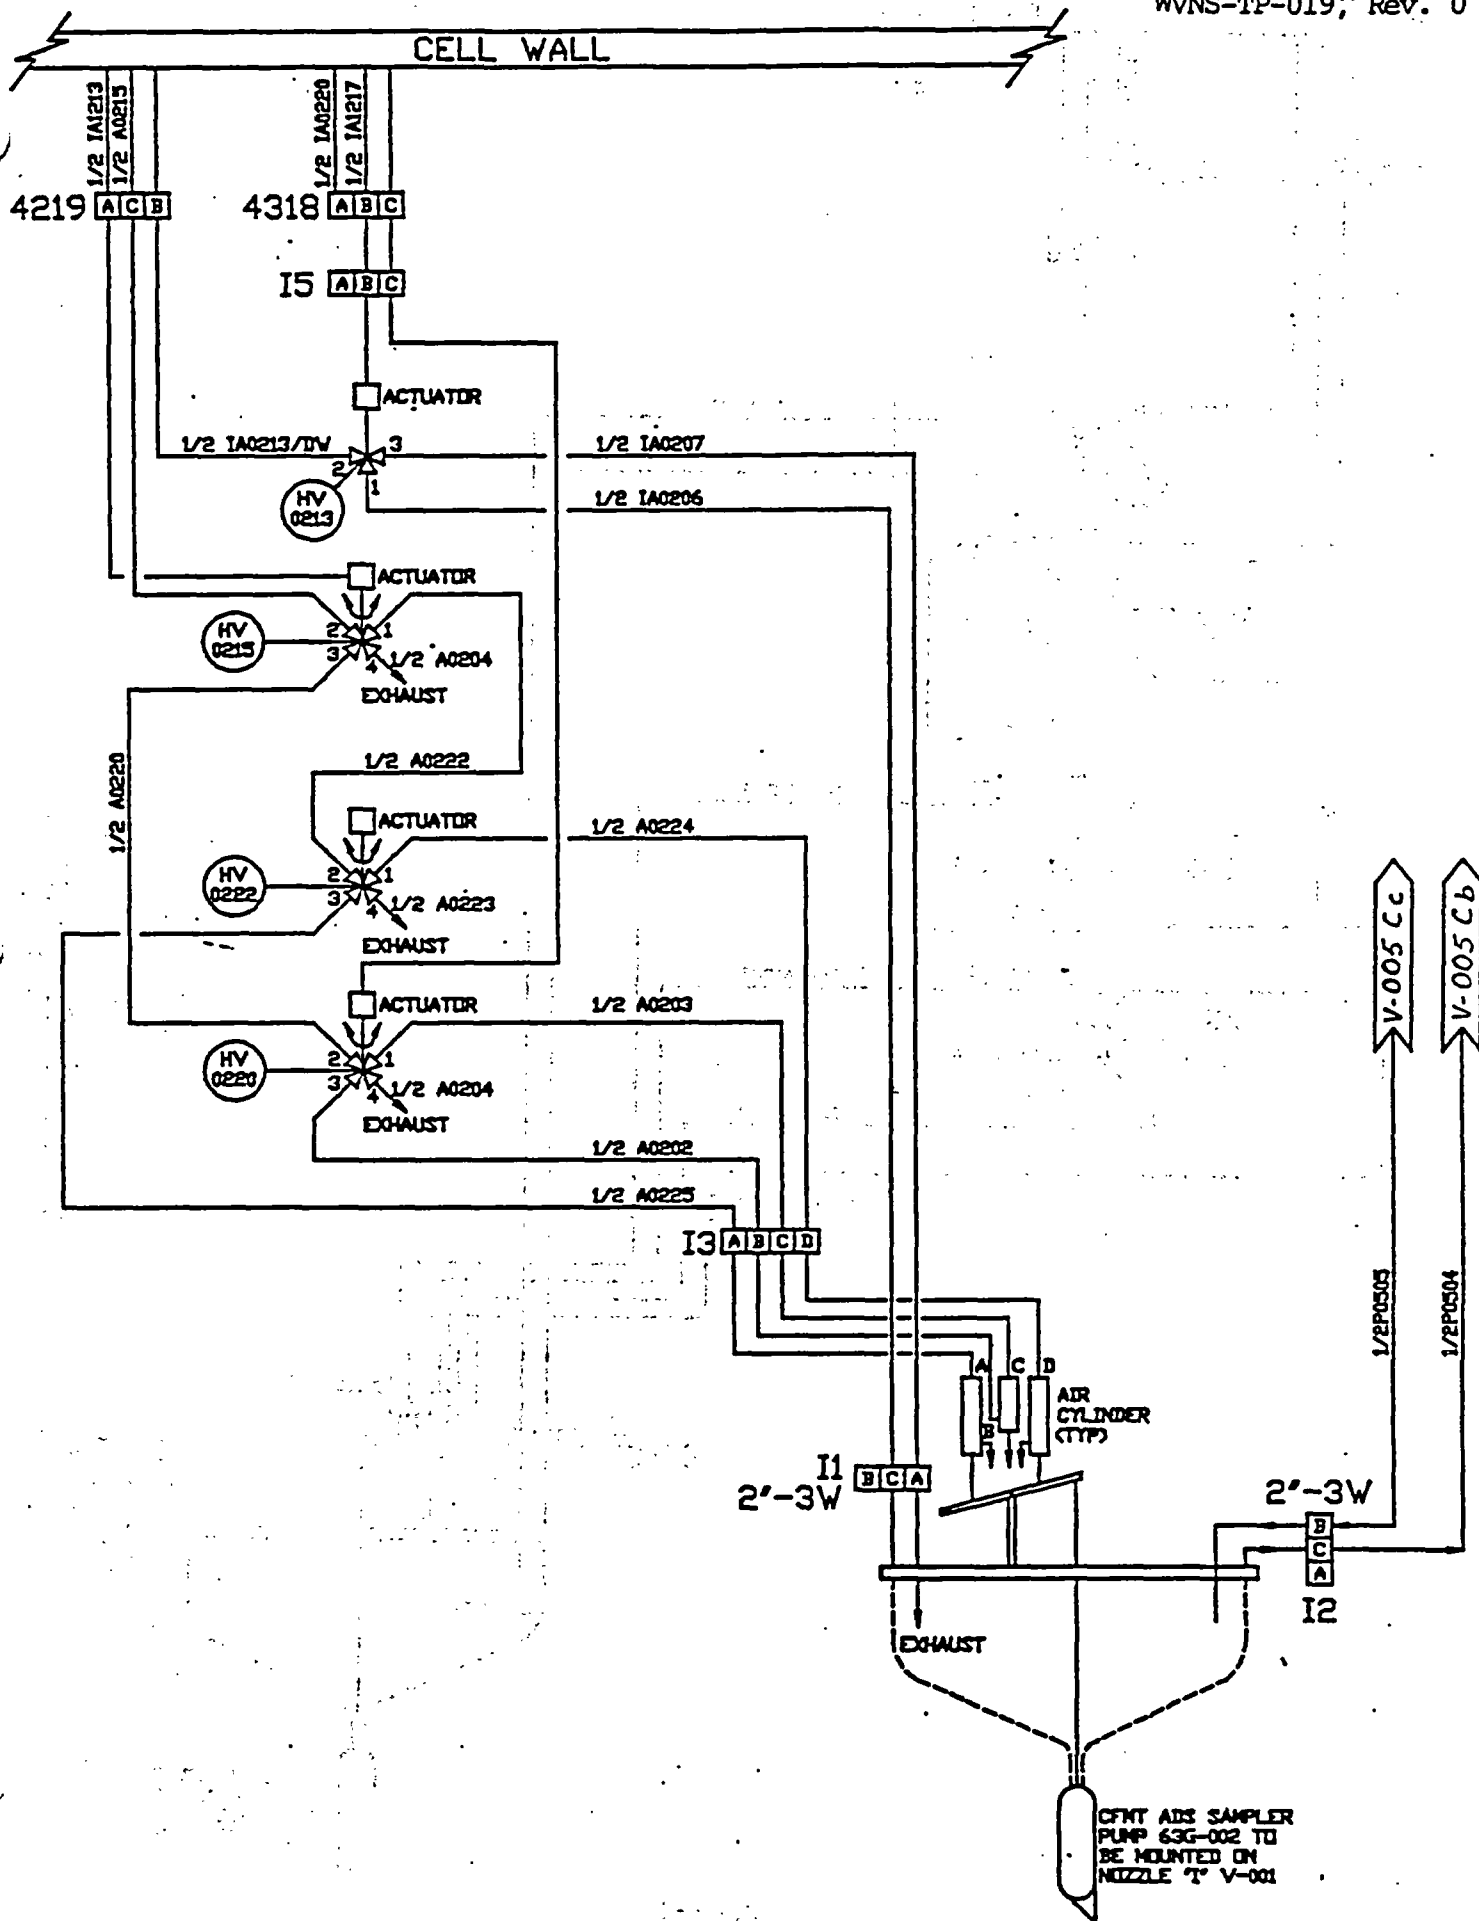 WVNS-TP-019, Rev. 0
CELL WALL
1/2 IA1213
1/2 A0215
1/2 IA0220
1/2 IA1217
4219 A C B
4318 A B C
I5 A B C
ACTUATOR
1/2 IA0213/DW
3
1/2 IA0207
2
1
HV
0213
1/2 IA0206
ACTUATOR
HV
0215
2
1
3
4
1/2 A0204
EXHAUST
1/2 A0222
1/2 A0220
ACTUATOR
1/2 A0224
HV
0222
2
1
3
4
1/2 A0223
EXHAUST
V-005 Cc
V-005 Cb
ACTUATOR
1/2 A0203
HV
0220
2
1
3
4
1/2 A0204
EXHAUST
1/2 A0202
1/2 A0225
I3 A B C D
1/2P0505
1/2P0504
A
C
D
B
AIR
CYLINDER
(TYP)
I1
B C A
2"-3W
2"-3W
B
C
A
I2
EXHAUST
CFMT ADS SAMPLER
PUMP 63G-002 TO
BE MOUNTED ON
NOZZLE "T" V-001